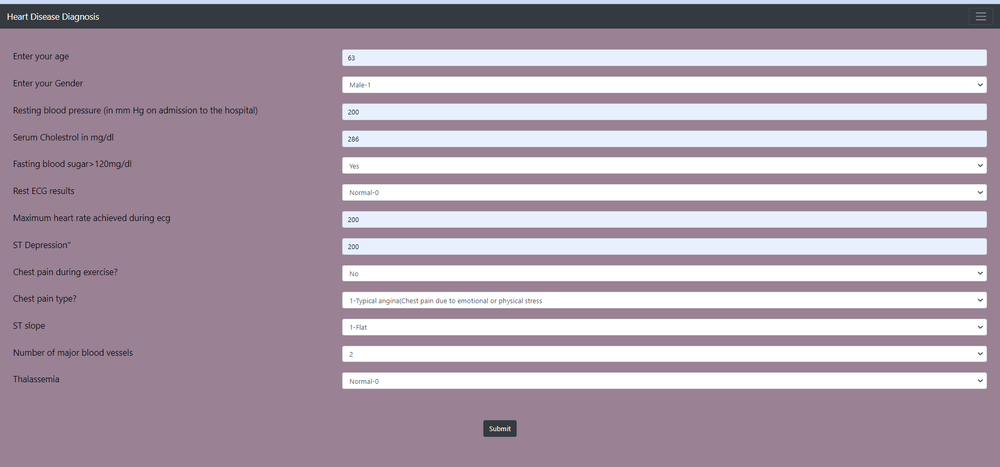 Heart Disease Diagnosis
Enter your age
63
Enter your Gender
Male-1
Resting blood pressure (in mm Hg on admission to the hospital)
200
Serum Cholestrol in mg/dl
286
Fasting blood sugar>120mg/dl
Yes
Rest ECG results
Normal-0
Maximum heart rate achieved during ecg
200
ST Depression"
200
Chest pain during exercise?
No
Chest pain type?
1-Typical angina(Chest pain due to emotional or physical stress
ST slope
1-Flat
Number of major blood vessels
2
Thalassemia
Normal-0
Submit